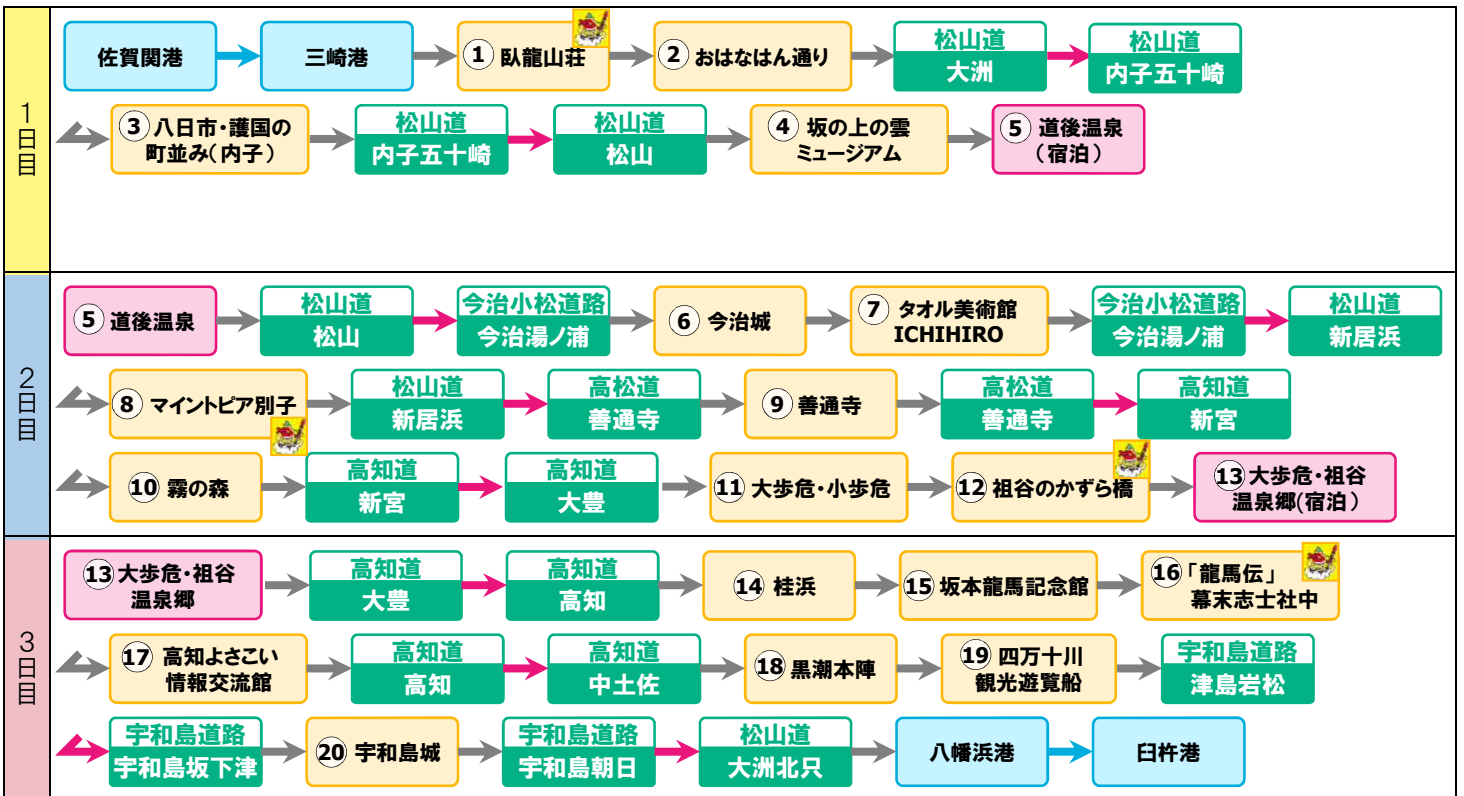 1日目
佐賀関港
三崎港
① 臥龍山荘
② おはなはん通り
松山道
大洲
松山道
内子五十崎
③ 八日市・護国の
町並み(内子)
松山道
内子五十崎
松山道
松山
④ 坂の上の雲
ミュージアム
⑤ 道後温泉
(宿泊)
2日目
⑤ 道後温泉
松山道
松山
今治小松道路
今治湯ノ浦
⑥ 今治城
⑦ タオル美術館
ICHIHIRO
今治小松道路
今治湯ノ浦
松山道
新居浜
⑧ マイントピア別子
松山道
新居浜
高松道
善通寺
⑨ 善通寺
高松道
善通寺
高知道
新宮
⑩ 霧の森
高知道
新宮
高知道
大豊
⑪ 大歩危・小歩危
⑫ 祖谷のかずら橋
⑬ 大歩危・祖谷
温泉郷(宿泊)
3日目
⑬ 大歩危・祖谷
温泉郷
高知道
大豊
高知道
高知
⑭ 桂浜
⑮ 坂本龍馬記念館
⑯「龍馬伝」
幕末志士社中
⑰ 高知よさこい
情報交流館
高知道
高知
高知道
中土佐
⑱ 黒潮本陣
⑲ 四万十川
観光遊覧船
宇和島道路
津島岩松
宇和島道路
宇和島坂下津
⑳ 宇和島城
宇和島道路
宇和島朝日
松山道
大洲北只
八幡浜港
臼杵港